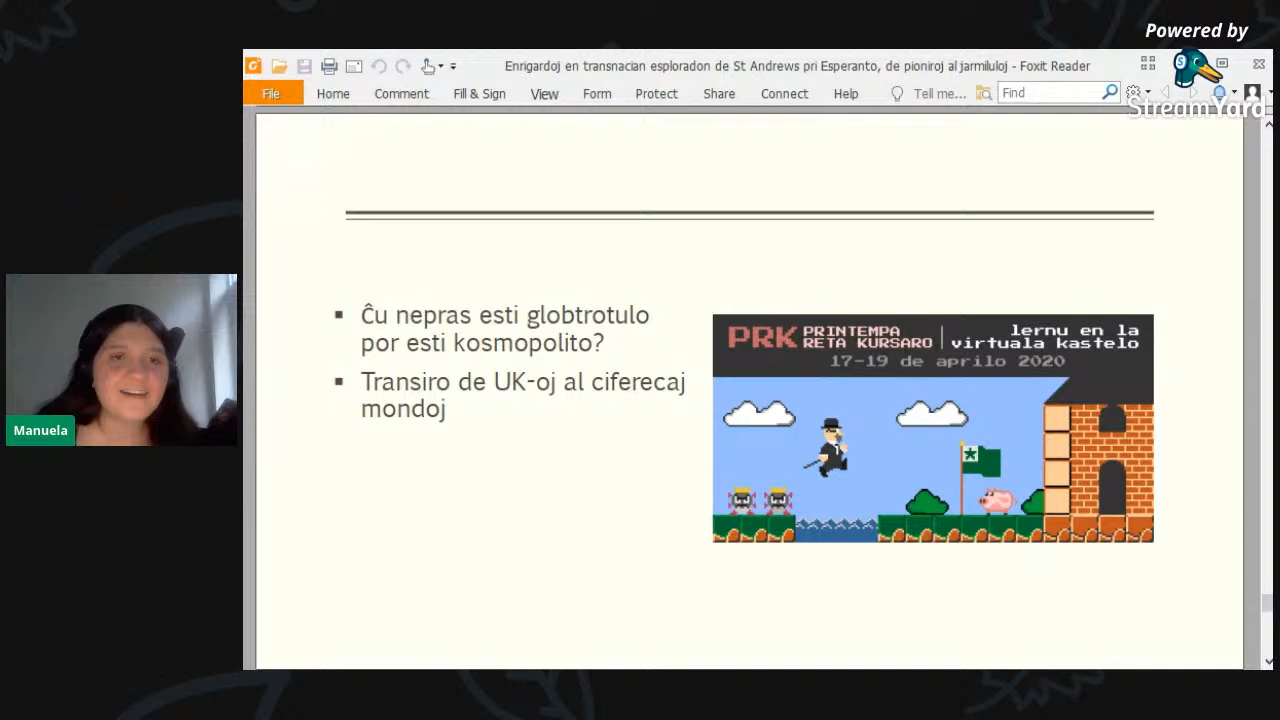 Powered by
StreamYard
Enrigardoj en transnacian esploradon de St Andrews pri Esperanto, de pioniroj al jarmiluloj - Foxit Reader
File Home Comment Fill & Sign View Form Protect Share Connect Help Tell me... Find
Ĉu nepras esti globtrotulo
por esti kosmopolito?
Transiro de UK-oj al ciferecaj
mondoj
PRK PRINTEMPA
RETA KURSARO
lernu en la
virtuala kastelo
17-19 de aprilo 2020
Manuela